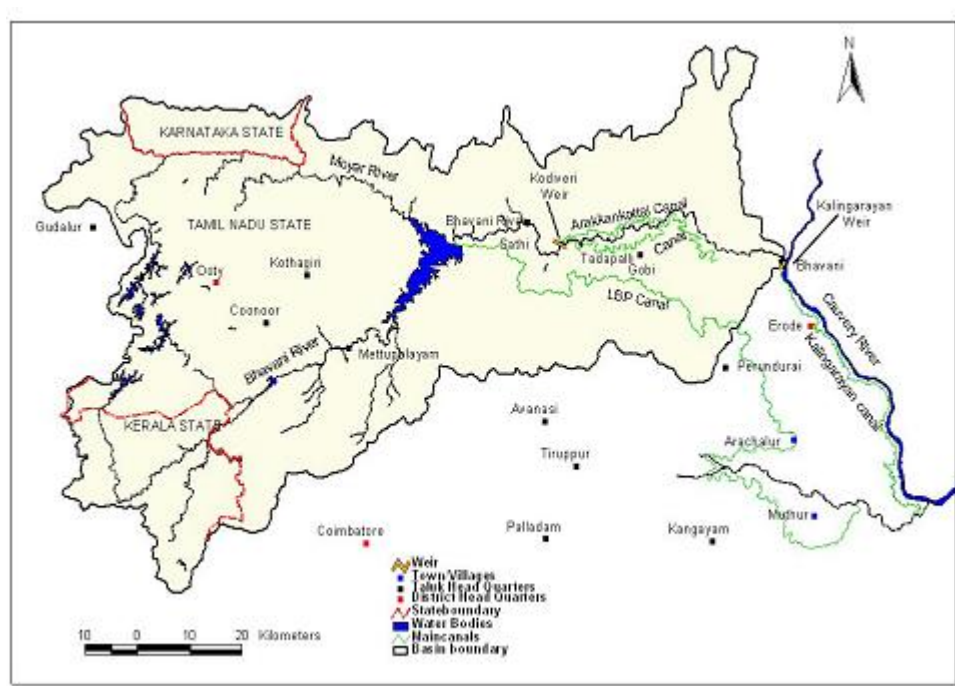 N
KARNATAKA STATE
Moyar River
Kodiveri
Weir
Arakkankottai Canal
Kalingarayan
Weir
Gudalur
TAMIL NADU STATE
Bhavani River
Sathi
Tadapalli
Canal
Gobi
Bhavani
Ooty
Kothagiri
LBP Canal
Coonoor
Erode
Cauvery River
Kalingarayan canal
Bhavani River
Mettupalayam
Perundurai
KERALA STATE
Avanasi
Arachalur
Tiruppur
Muthur
Coimbatore
Palladam
Kangayam
Weir
Town/Villages
Taluk Head Quarters
District Head Quarters
Stateboundary
Water Bodies
Maincanals
Basin boundary
10 0 10 20 Kilometers